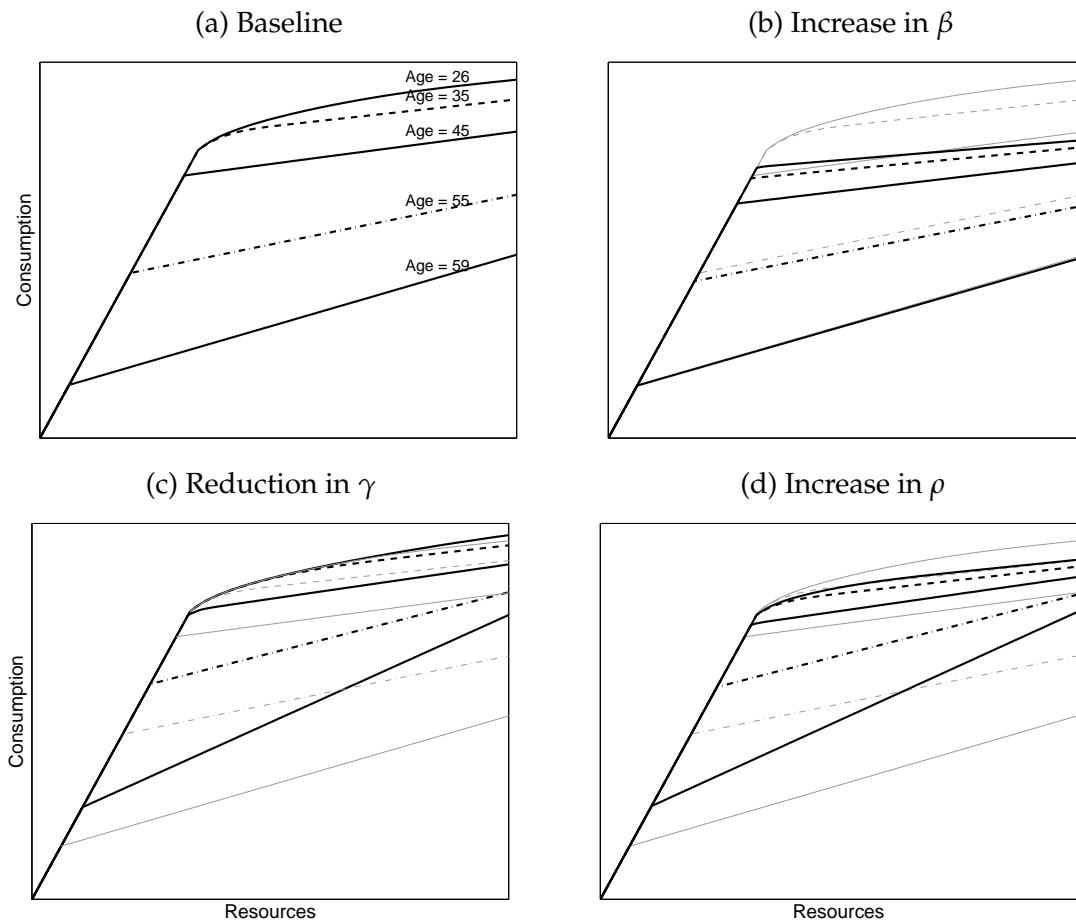 (a) Baseline
(b) Increase in β
Age = 26
Age = 35
Age = 45
Age = 55
Age = 59
Consumption
(c) Reduction in γ
(d) Increase in ρ
Consumption
Resources
Resources